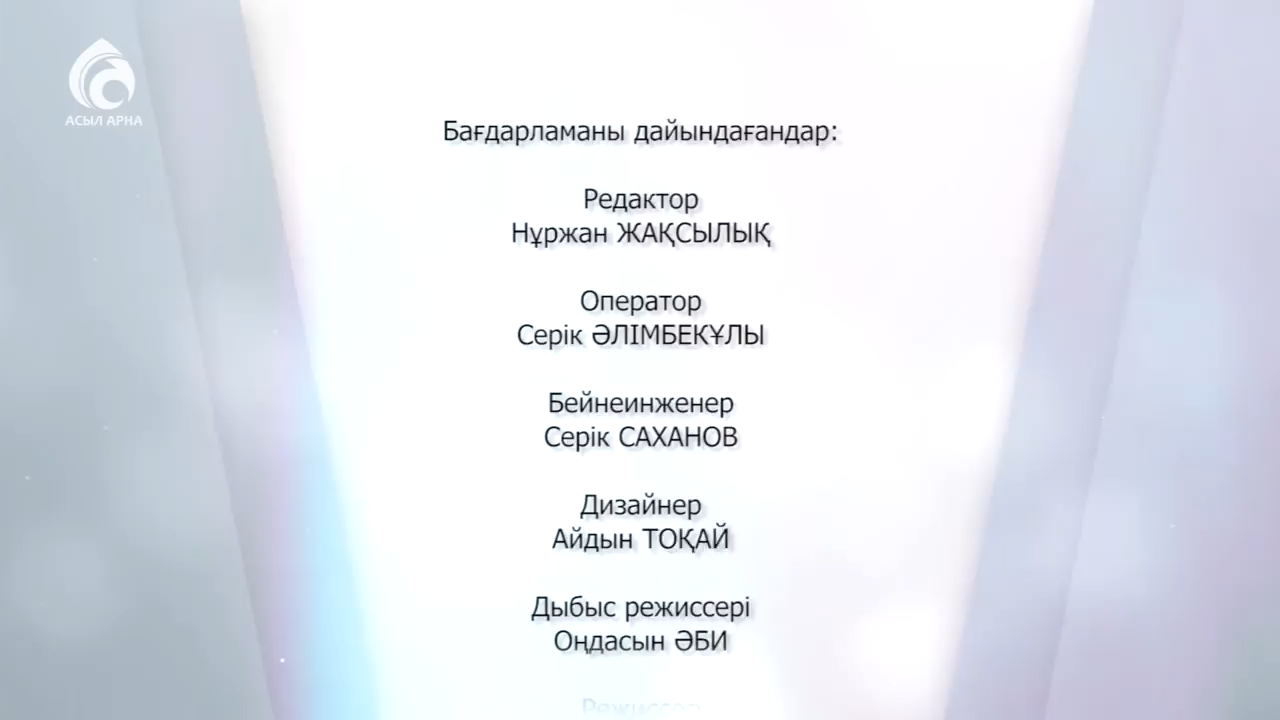 АСЫЛ АРНА
Бағдарламаны дайындағандар:
Редактор
Нұржан ЖАҚСЫЛЫҚ
Оператор
Серік ӘЛІМБЕКҰЛЫ
Бейнеинженер
Серік САХАНОВ
Дизайнер
Айдын ТОҚАЙ
Дыбыс режиссері
Оңдасын ӘБИ
Режиссер